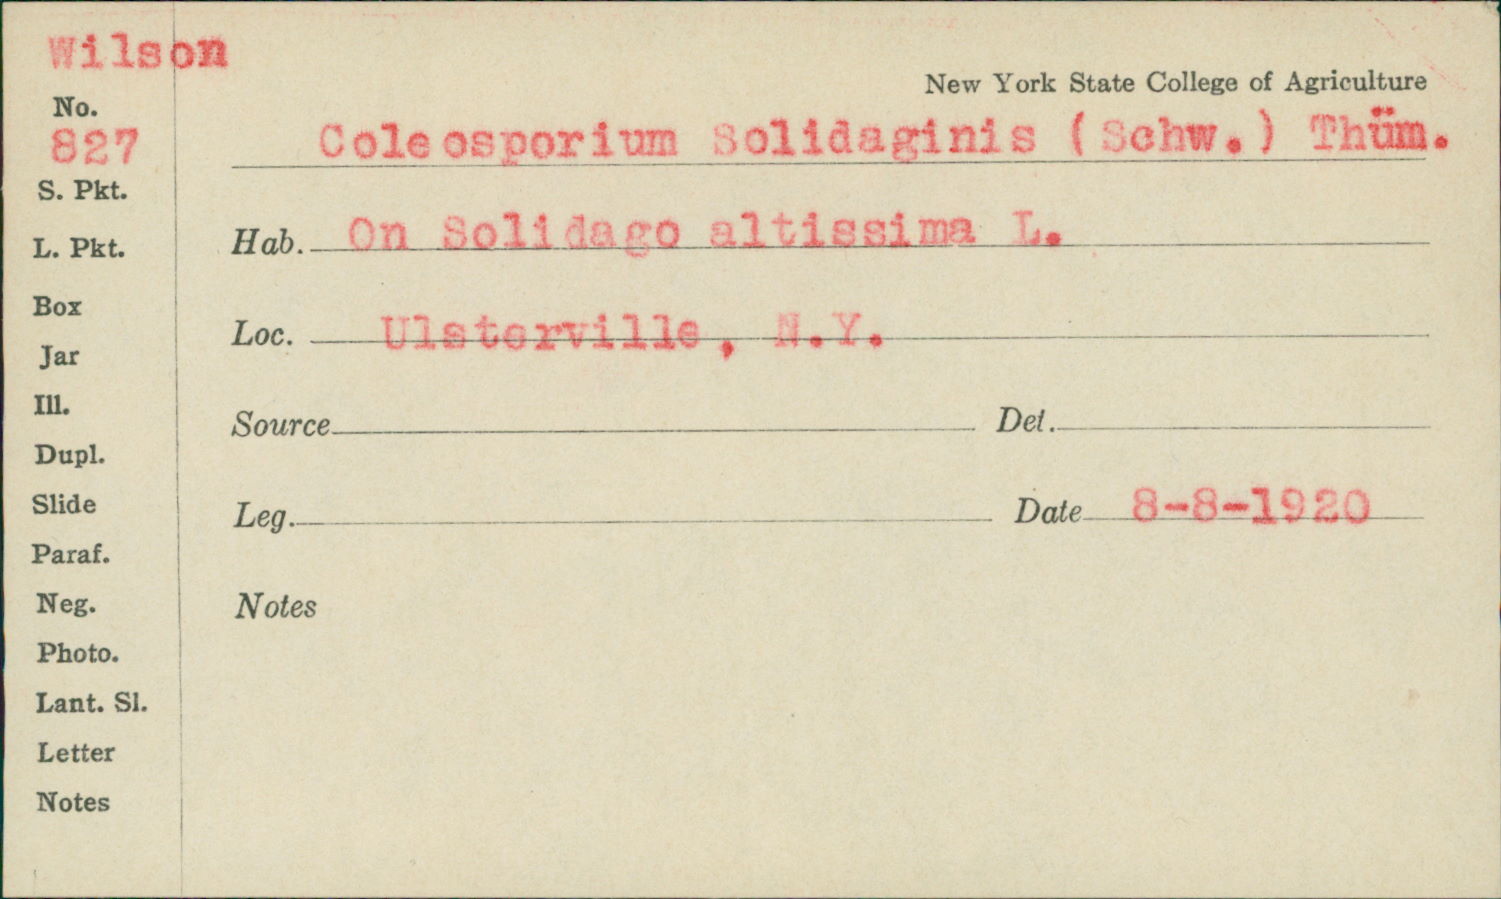 Wilson
New York State College of Agriculture
No.
827
Coleosporium Solidaginis (Schw.) Thüm.
S. Pkt.
Hab. On Solidago altissima L.
L. Pkt.
Box
Loc. Ulsterville, N.Y.
Jar
Ill.
Source Det.
Dupl.
Slide
Leg. Date 8-8-1920
Paraf.
Neg.
Notes
Photo.
Lant. Sl.
Letter
Notes